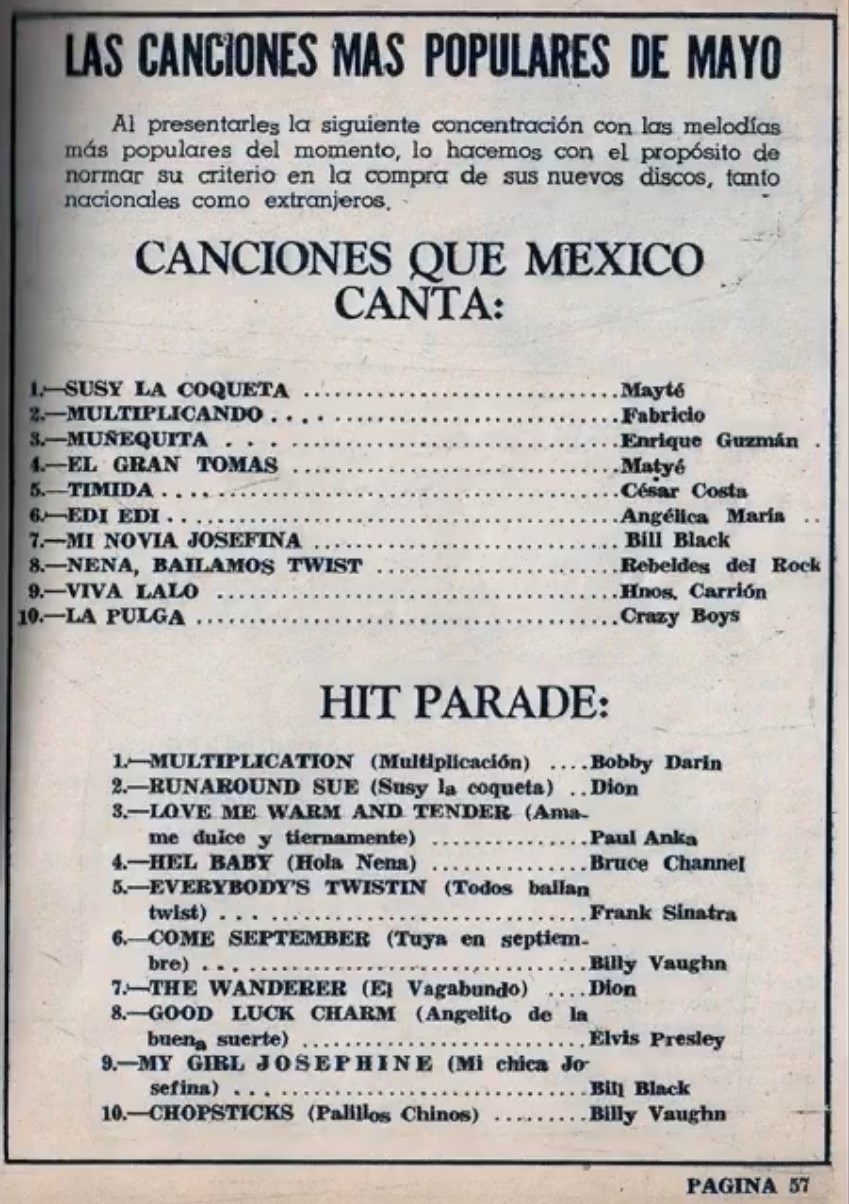 LAS CANCIONES MAS POPULARES DE MAYO
Al presentarles la siguiente concentración con las melodías
más populares del momento, lo hacemos con el propósito de
normar su criterio en la compra de sus nuevos discos, tanto
nacionales como extranjeros.
CANCIONES QUE MEXICO
CANTA:
1.—SUSY LA COQUETA ................................ Mayté
2.—MULTIPLICANDO .................................. Fabricio
3.—MUÑEQUITA ................................ Enrique Guzmán
4.—EL GRAN TOMAS ................................ Matyé
5.—TIMIDA ................................ César Costa
6.—EDI EDI ................................ Angélica María
7.—MI NOVIA JOSEFINA ............................ Bill Black
8.—NENA, BAILAMOS TWIST ........................ Rebeldes del Rock
9.—VIVA LALO ................................ Hnos. Carrión
10.—LA PULGA ................................ Crazy Boys
HIT PARADE:
1.—MULTIPLICATION (Multiplicación) ....Bobby Darin
2.—RUNAROUND SUE (Susy la coqueta) ..Dion
3.—LOVE ME WARM AND TENDER (Ama-
me dulce y tiernamente) ...............Paul Anka
4.—HEL BABY (Hola Nena) ................Bruce Channel
5.—EVERYBODY'S TWISTIN (Todos bailan
twist) ................................Frank Sinatra
6.—COME SEPTEMBER (Tuya en septiem-
bre) ................................Billy Vaughn
7.—THE WANDERER (El Vagabundo) ....Dion
8.—GOOD LUCK CHARM (Angelito de la
buena suerte) ..........................Elvis Presley
9.—MY GIRL JOSEPHINE (Mi chica Jo-
sefina) ................................Bill Black
10.—CHOPSTICKS (Palillos Chinos) .........Billy Vaughn
PAGINA 57